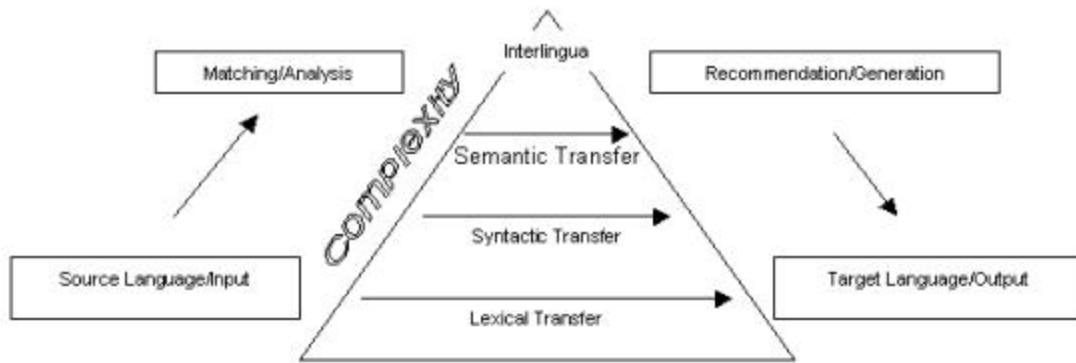 Interlingua
Matching/Analysis
Recommendation/Generation
complexity
Semantic Transfer
Syntactic Transfer
Source Language/Input
Target Language/Output
Lexical Transfer